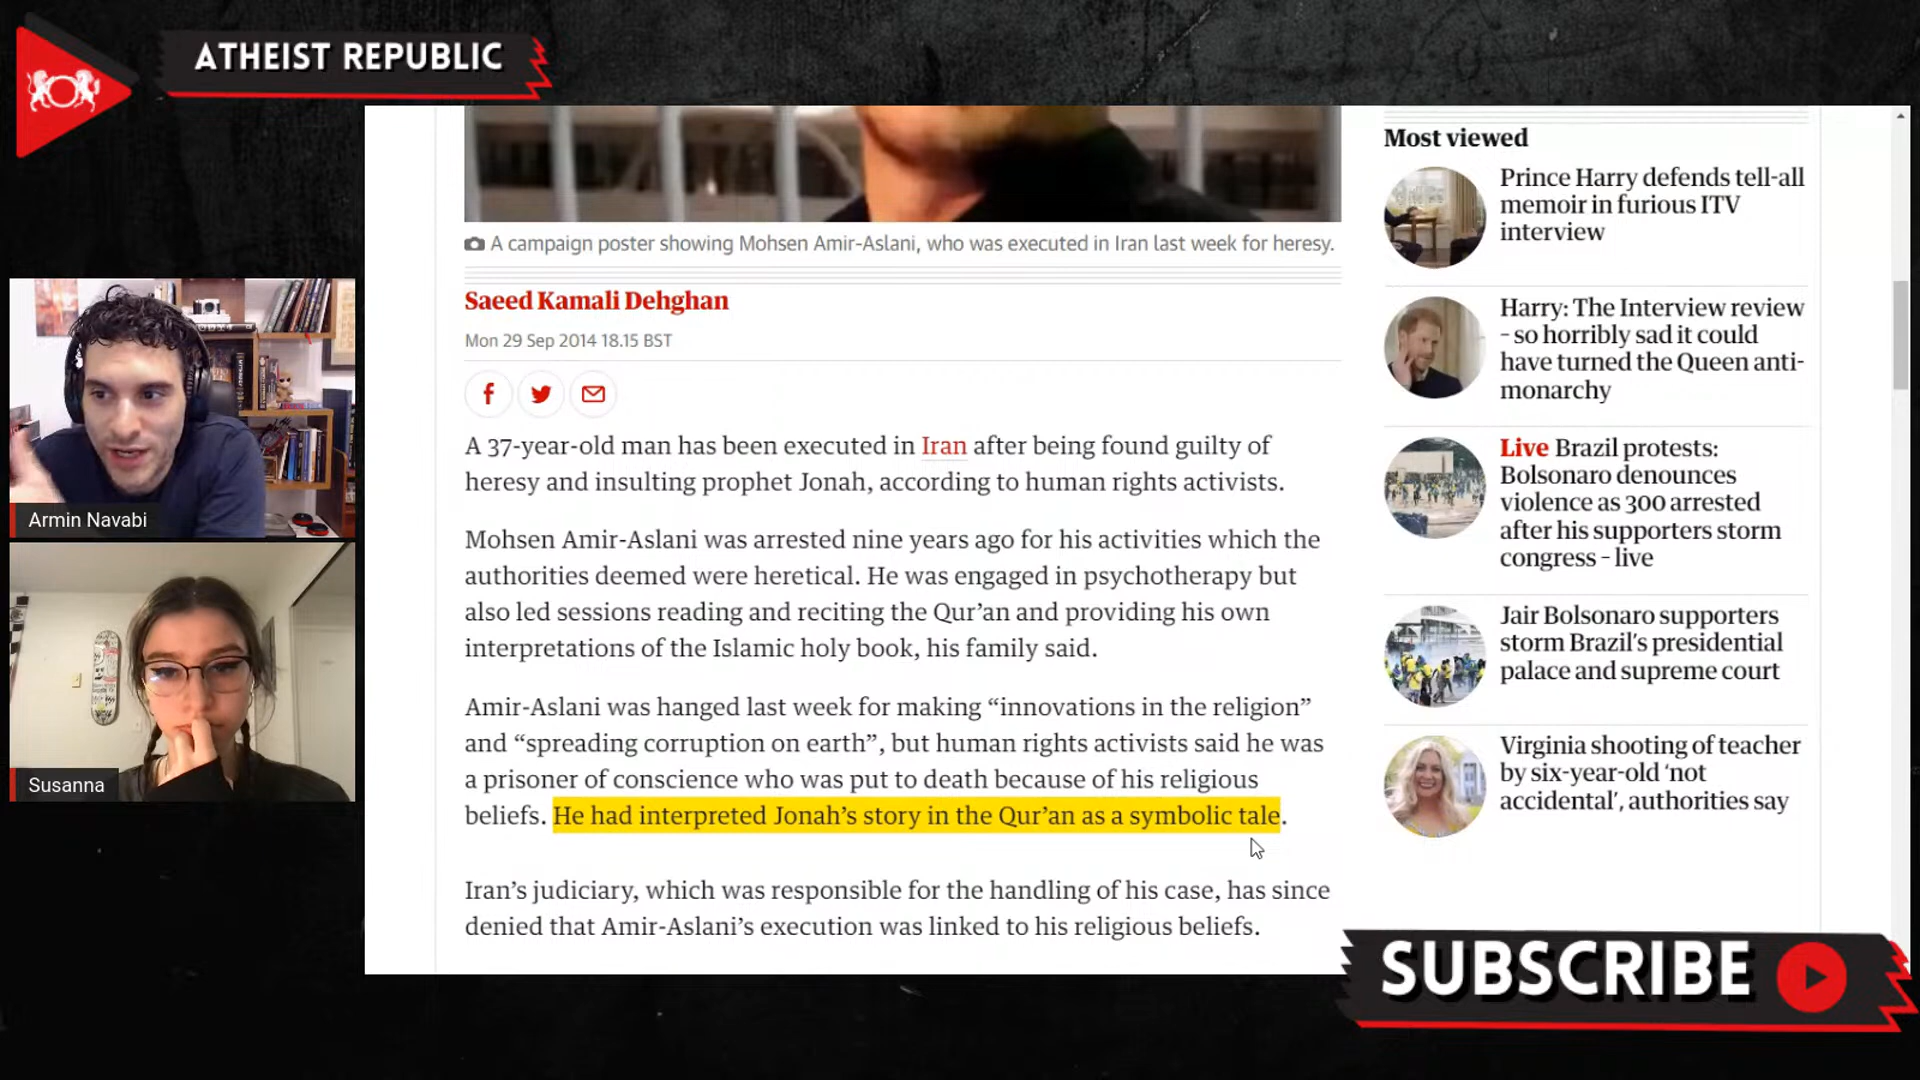 ATHEIST REPUBLIC
A campaign poster showing Mohsen Amir-Aslani, who was executed in Iran last week for heresy.
Saeed Kamali Dehghan
Mon 29 Sep 2014 18.15 BST
A 37-year-old man has been executed in Iran after being found guilty of
heresy and insulting prophet Jonah, according to human rights activists.
Mohsen Amir-Aslani was arrested nine years ago for his activities which the
authorities deemed were heretical. He was engaged in psychotherapy but
also led sessions reading and reciting the Qur’an and providing his own
interpretations of the Islamic holy book, his family said.
Amir-Aslani was hanged last week for making “innovations in the religion”
and “spreading corruption on earth”, but human rights activists said he was
a prisoner of conscience who was put to death because of his religious
beliefs. He had interpreted Jonah’s story in the Qur’an as a symbolic tale.
Iran’s judiciary, which was responsible for the handling of his case, has since
denied that Amir-Aslani’s execution was linked to his religious beliefs.
Most viewed
Prince Harry defends tell-all
memoir in furious ITV
interview
Harry: The Interview review
– so horribly sad it could
have turned the Queen anti-
monarchy
Live Brazil protests:
Bolsonaro denounces
violence as 300 arrested
after his supporters storm
congress – live
Jair Bolsonaro supporters
storm Brazil’s presidential
palace and supreme court
Virginia shooting of teacher
by six-year-old ‘not
accidental’, authorities say
Armin Navabi
Susanna
SUBSCRIBE